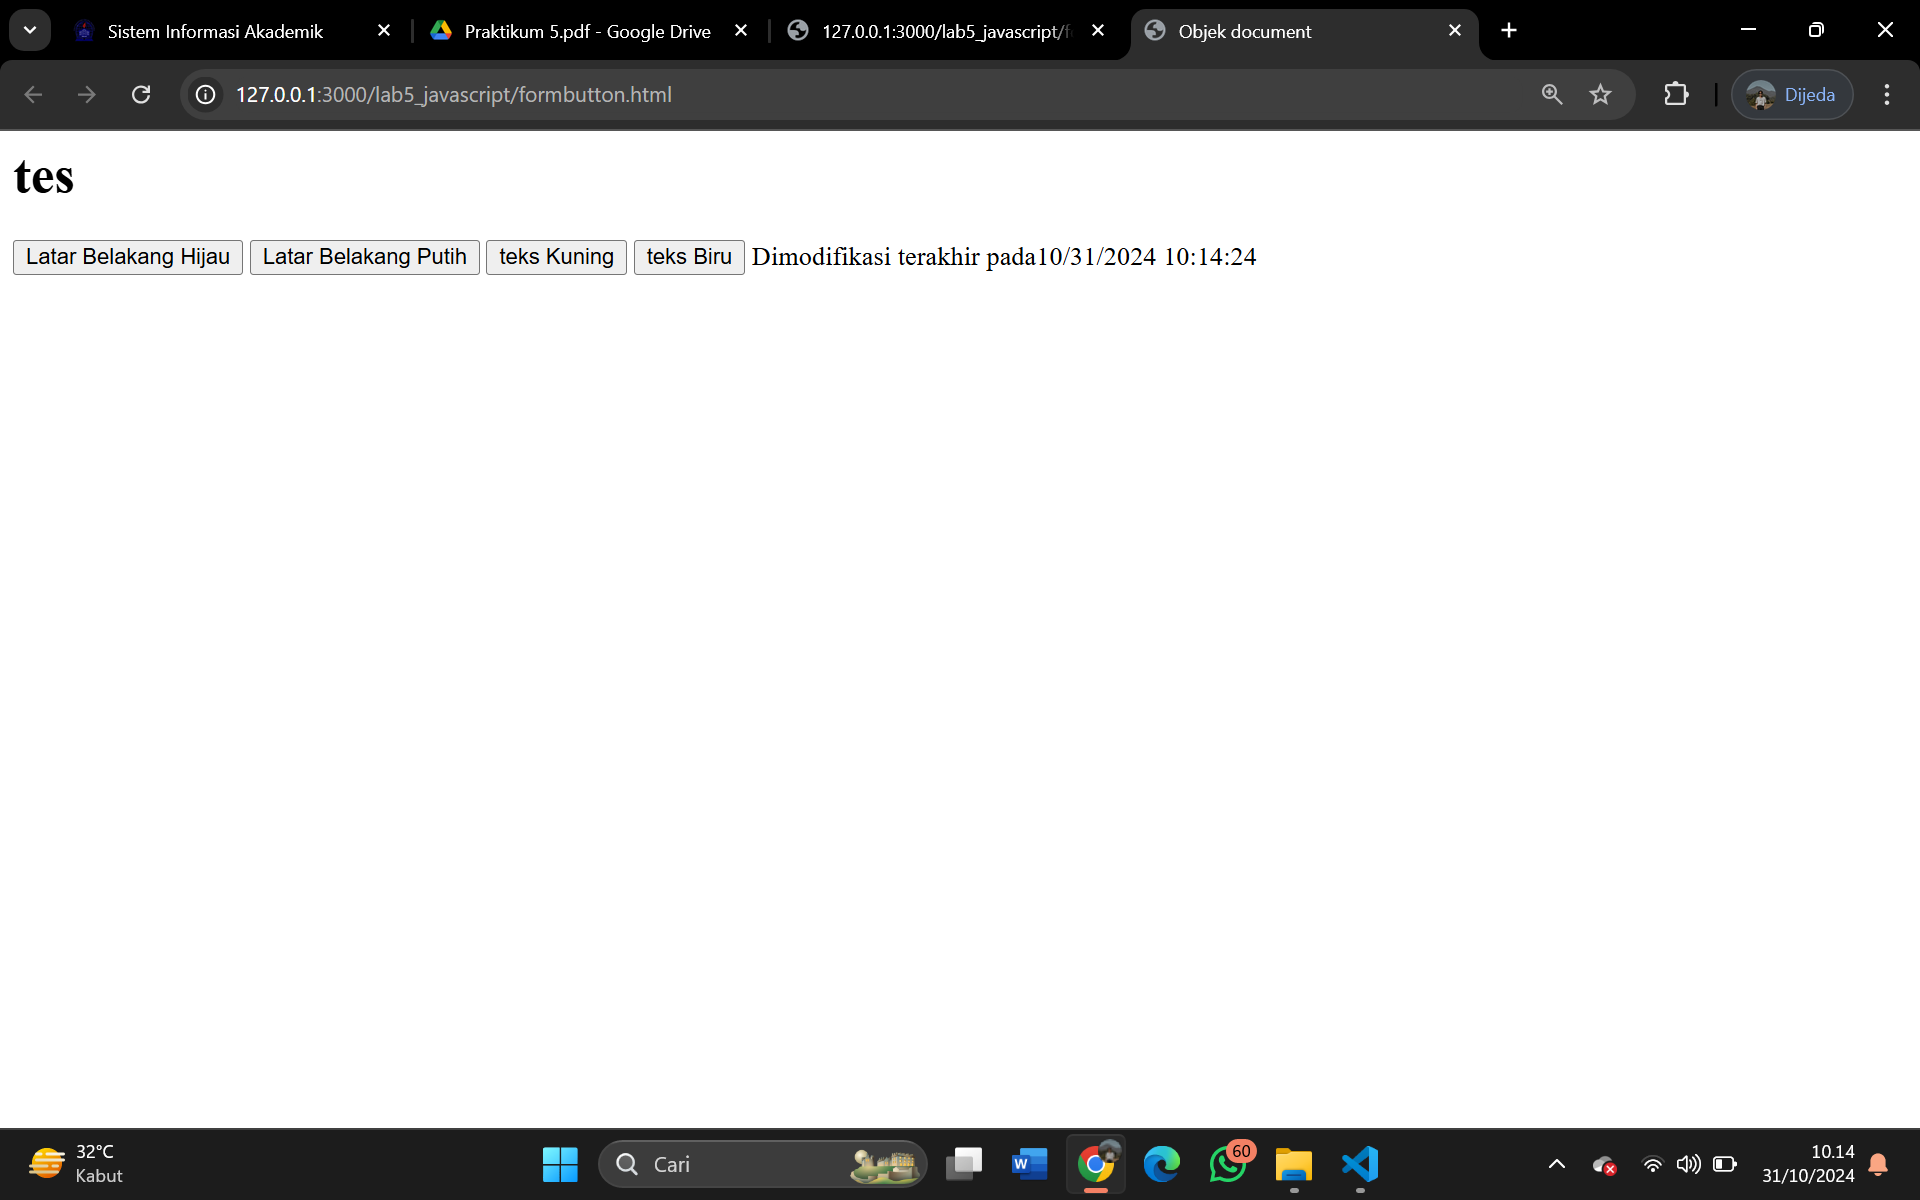 Sistem Informasi Akademik
Praktikum 5.pdf - Google Drive
127.0.0.1:3000/lab5_javascript/f
Objek document
127.0.0.1:3000/lab5_javascript/formbutton.html
Dijeda
tes
Latar Belakang Hijau Latar Belakang Putih teks Kuning teks Biru Dimodifikasi terakhir pada10/31/2024 10:14:24
32°C
Kabut
Cari
W
60
10.14
31/10/2024